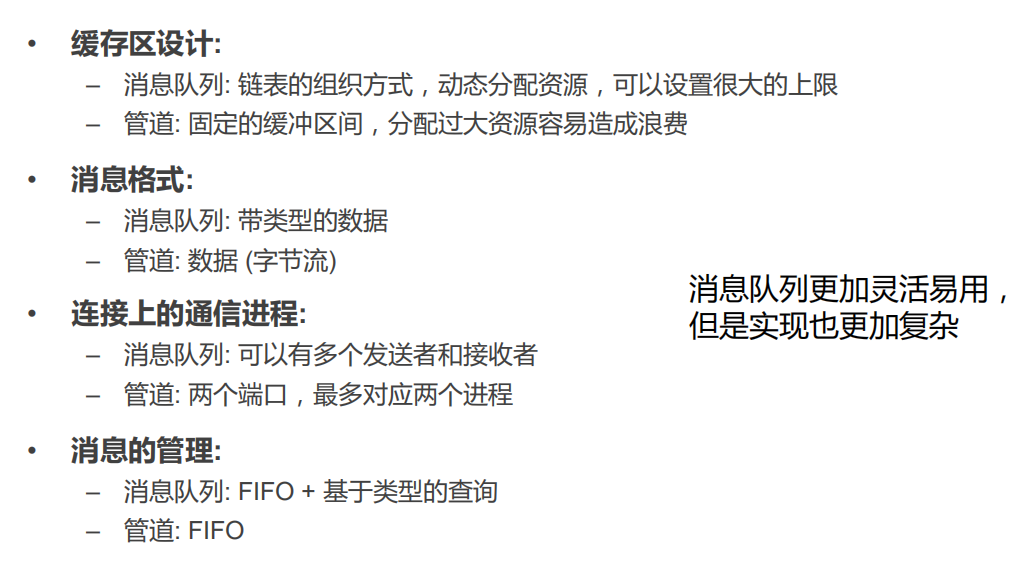 • 缓存区设计:
– 消息队列: 链表的组织方式，动态分配资源，可以设置很大的上限
– 管道: 固定的缓冲区间，分配过大资源容易造成浪费
• 消息格式:
– 消息队列: 带类型的数据
– 管道: 数据 (字节流)
• 连接上的通信进程:
– 消息队列: 可以有多个发送者和接收者
– 管道: 两个端口，最多对应两个进程
• 消息的管理:
– 消息队列: FIFO + 基于类型的查询
– 管道: FIFO
消息队列更加灵活易用，
但是实现也更加复杂